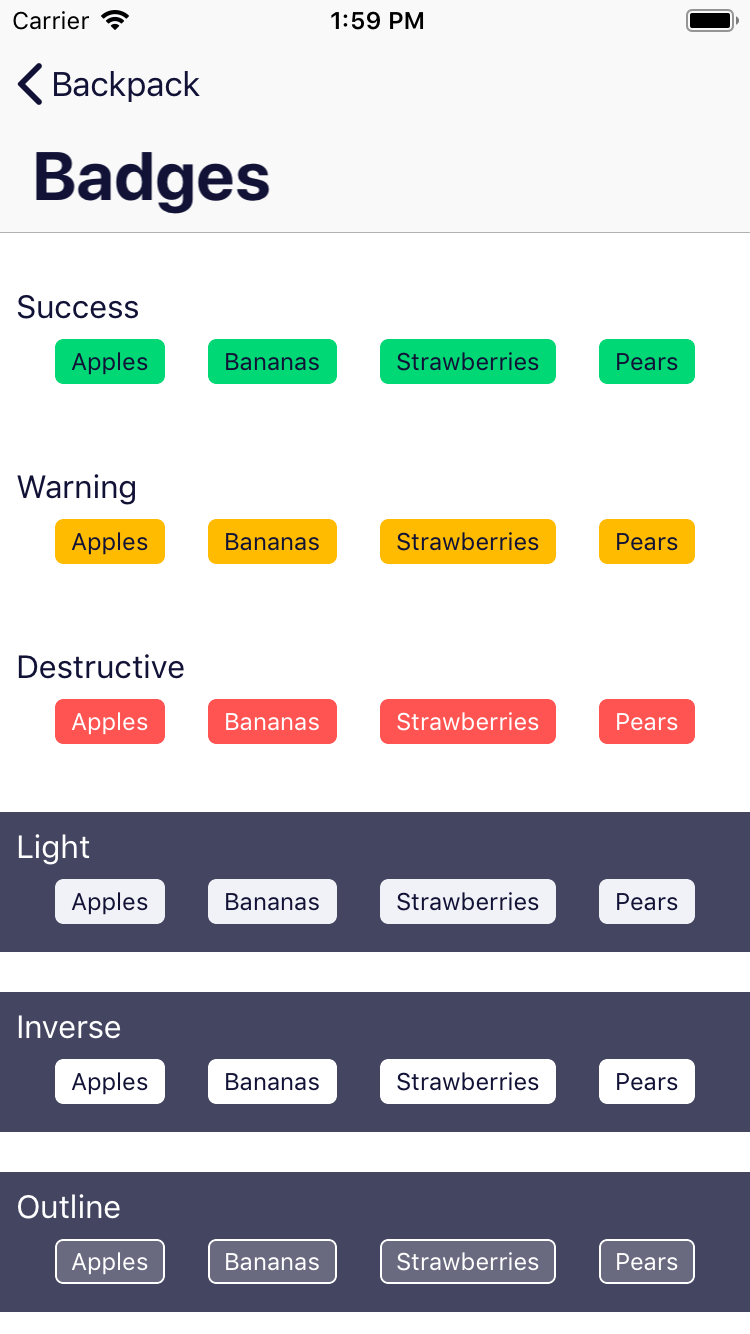 Carrier 1:59 PM
Backpack
Badges
Success
Apples Bananas Strawberries Pears
Warning
Apples Bananas Strawberries Pears
Destructive
Apples Bananas Strawberries Pears
Light
Apples Bananas Strawberries Pears
Inverse
Apples Bananas Strawberries Pears
Outline
Apples Bananas Strawberries Pears